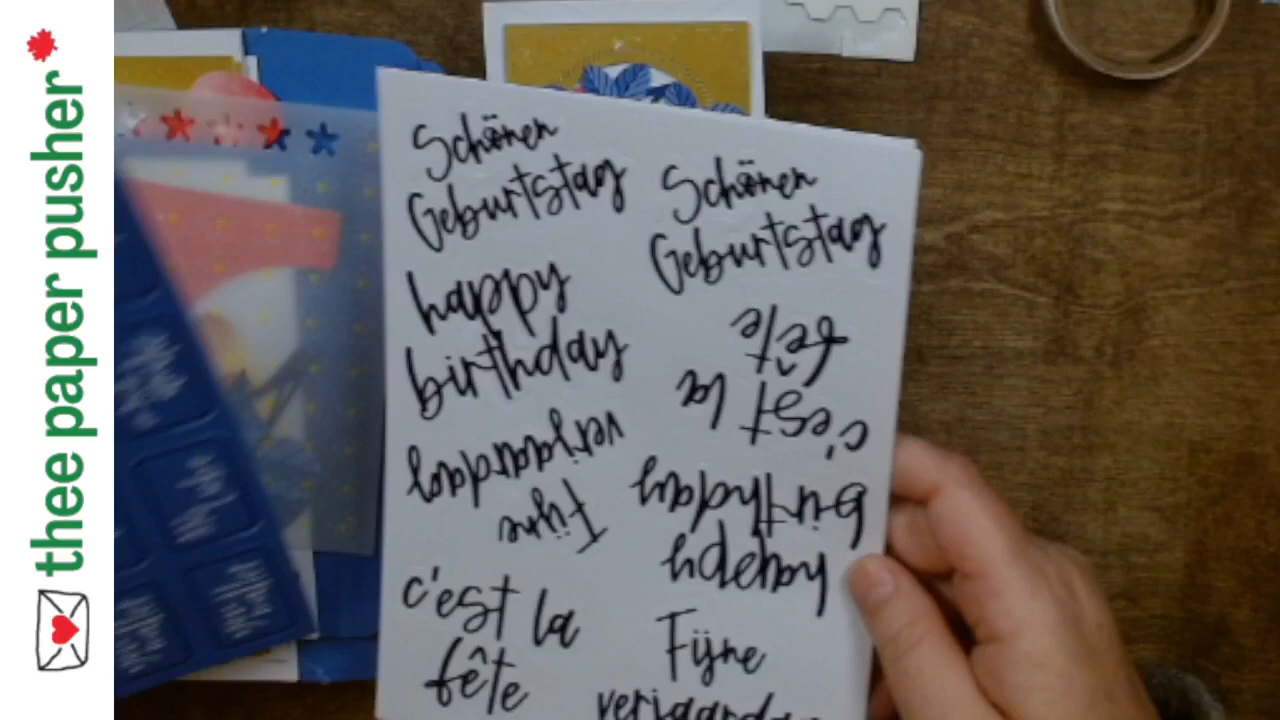 thee paper pusher
Schönen
Geburtstag
happy
birthday
Fijne
verjaardag
c'est la
fête
Schönen
Geburtstag
c'est la
fête
happy
birthday
Fijne
verjaardag